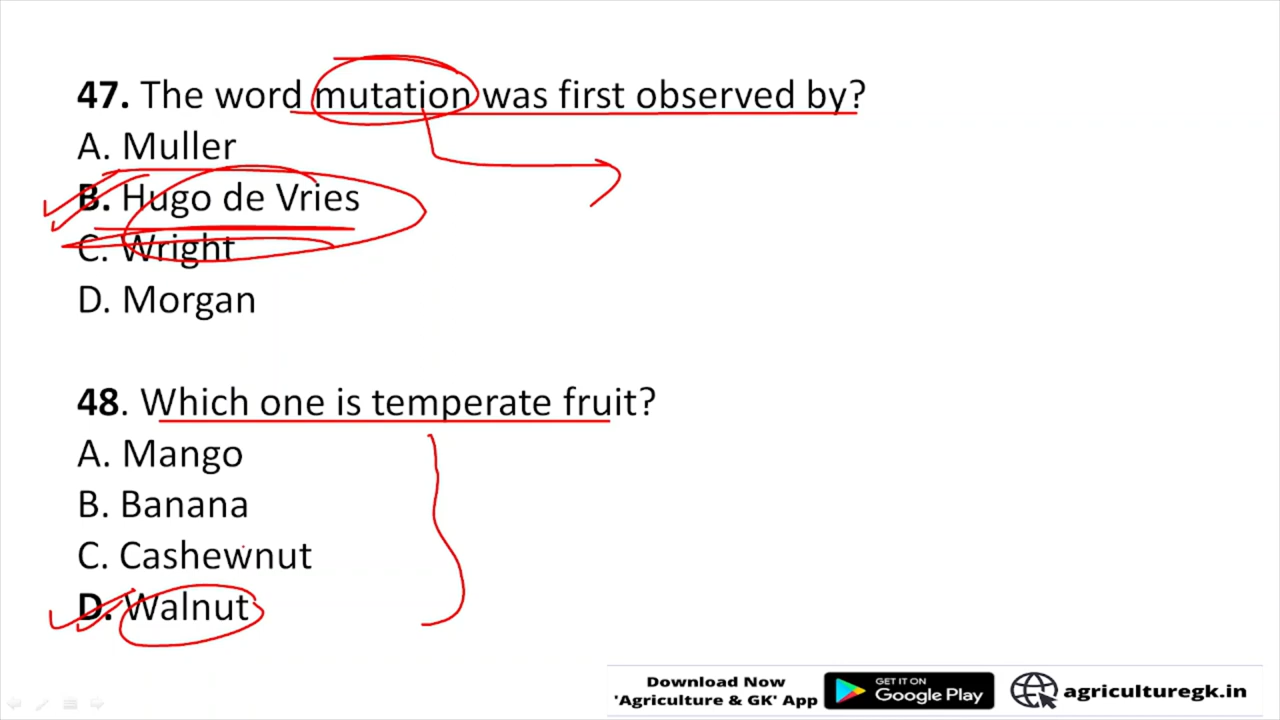 47. The word mutation was first observed by?
A. Muller
B. Hugo de Vries
C. Wright
D. Morgan
48. Which one is temperate fruit?
A. Mango
B. Banana
C. Cashewnut
D. Walnut
Download Now
'Agriculture & GK' App
GET IT ON
Google Play
agriculturegk.in